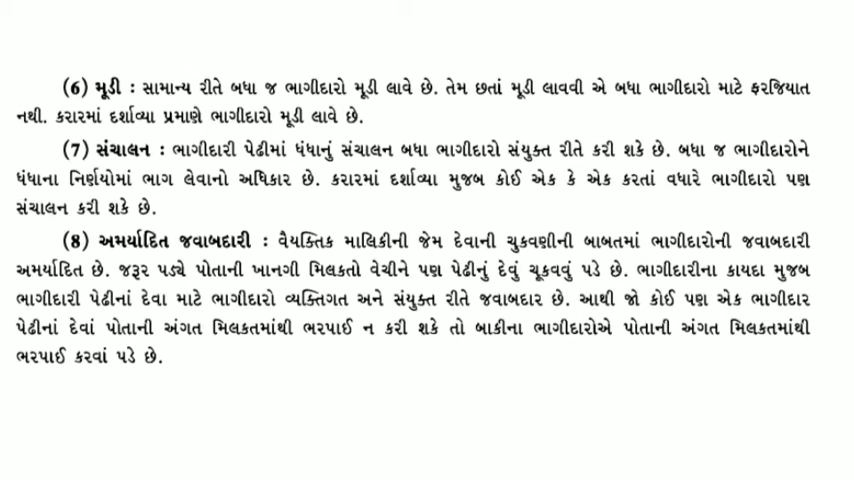 (6) મૂડી : સામાન્ય રીતે બધા જ ભાગીદારો મૂડી લાવે છે. તેમ છતાં મૂડી લાવવી એ બધા ભાગીદારો માટે ફરજિયાત
નથી. કરારમાં દર્શાવ્યા પ્રમાણે ભાગીદારો મૂડી લાવે છે.
(7) સંચાલન : ભાગીદારી પેઢીમાં ધંધાનું સંચાલન બધા ભાગીદારો સંયુક્ત રીતે કરી શકે છે. બધા જ ભાગીદારોને
ધંધાના નિર્ણયોમાં ભાગ લેવાનો અધિકાર છે. કરારમાં દર્શાવ્યા મુજબ કોઈ એક કે એક કરતાં વધારે ભાગીદારો પણ
સંચાલન કરી શકે છે.
(8) અમર્યાદિત જવાબદારી : વૈયક્તિક માલિકીની જેમ દેવાની ચુકવણીની બાબતમાં ભાગીદારોની જવાબદારી
અમર્યાદિત છે. જરૂર પડ્યે પોતાની ખાનગી મિલકતો વેચીને પણ પેઢીનું દેવું ચૂકવવું પડે છે. ભાગીદારીના કાયદા મુજબ
ભાગીદારી પેઢીનાં દેવા માટે ભાગીદારો વ્યક્તિગત અને સંયુક્ત રીતે જવાબદાર છે. આથી જો કોઈ પણ એક ભાગીદાર
પેઢીનાં દેવાં પોતાની અંગત મિલકતમાંથી ભરપાઈ ન કરી શકે તો બાકીના ભાગીદારોએ પોતાની અંગત મિલકતમાંથી
ભરપાઈ કરવાં પડે છે.